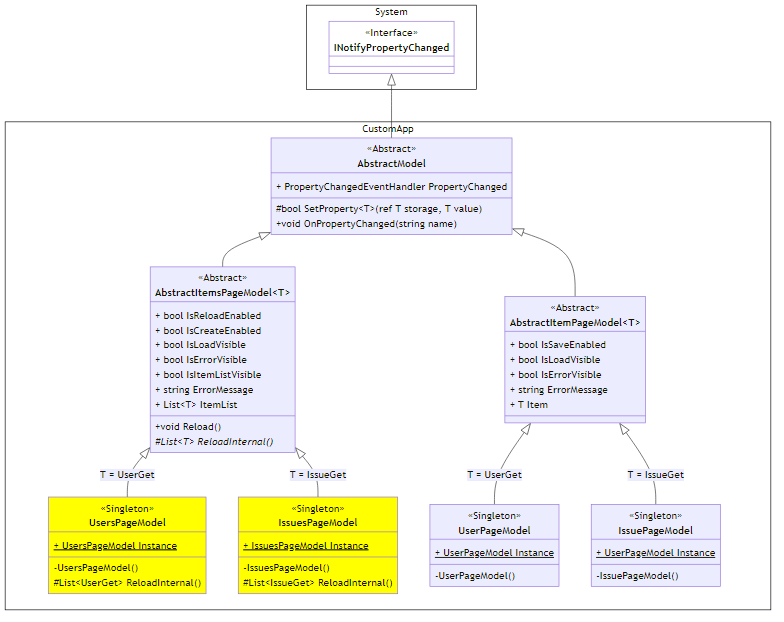 System
«Interface»
INotifyPropertyChanged
CustomApp
«Abstract»
AbstractModel
+ PropertyChangedEventHandler PropertyChanged
#bool SetProperty<T>(ref T storage, T value)
+void OnPropertyChanged(string name)
«Abstract»
AbstractItemsPageModel<T>
+ bool IsReloadEnabled
+ bool IsCreateEnabled
+ bool IsLoadVisible
+ bool IsErrorVisible
+ bool IsItemListVisible
+ string ErrorMessage
+ List<T> ItemList
+void Reload()
#List<T> ReloadInternal()
«Abstract»
AbstractItemPageModel<T>
+ bool IsSaveEnabled
+ bool IsLoadVisible
+ bool IsErrorVisible
+ string ErrorMessage
+ T Item
T = UserGet
T = IssueGet
T = UserGet
T = IssueGet
«Singleton»
UsersPageModel
+ UsersPageModel Instance
-UsersPageModel()
#List<UserGet> ReloadInternal()
«Singleton»
IssuesPageModel
+ IssuesPageModel Instance
-IssuesPageModel()
#List<IssueGet> ReloadInternal()
«Singleton»
UserPageModel
+ UserPageModel Instance
-UserPageModel()
«Singleton»
IssuePageModel
+ UserPageModel Instance
-IssuePageModel()